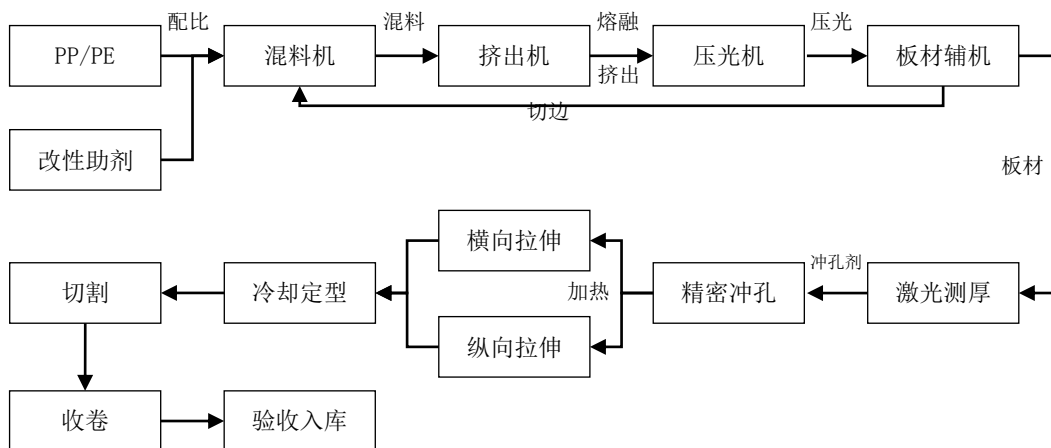 配比
混料
熔融
压光
PP/PE
混料机
挤出机
压光机
板材辅机
挤出
切边
改性助剂
板材
横向拉伸
冲孔剂
切割
冷却定型
加热
精密冲孔
激光测厚
纵向拉伸
收卷
验收入库